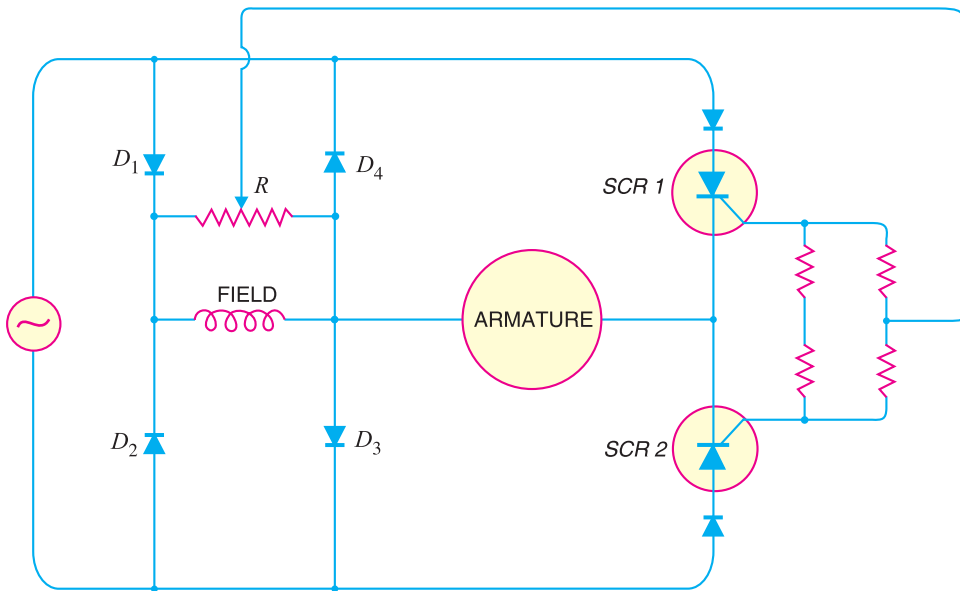 D1
D4
R
SCR 1
FIELD
ARMATURE
D2
D3
SCR 2